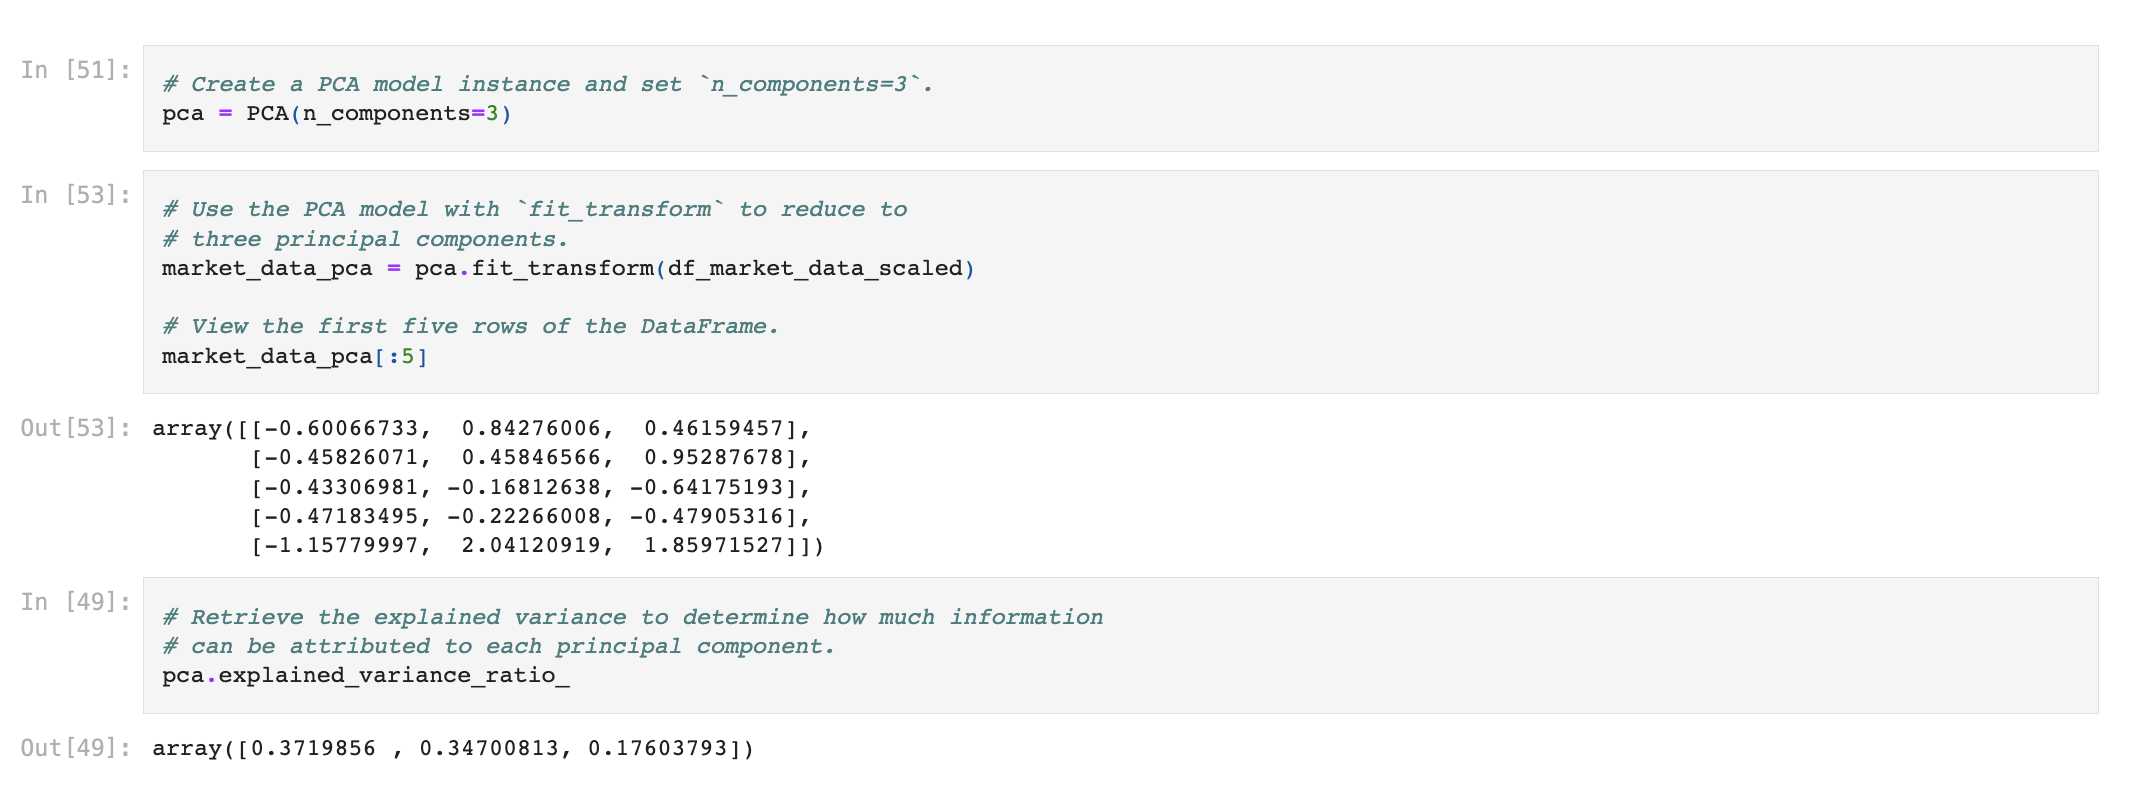 In [51]:
# Create a PCA model instance and set `n_components=3`.
pca = PCA(n_components=3)
In [53]:
# Use the PCA model with `fit_transform` to reduce to
# three principal components.
market_data_pca = pca.fit_transform(df_market_data_scaled)
# View the first five rows of the DataFrame.
market_data_pca[:5]
Out[53]: array([[-0.60066733,  0.84276006,  0.46159457],
       [-0.45826071,  0.45846566,  0.95287678],
       [-0.43306981, -0.16812638, -0.64175193],
       [-0.47183495, -0.22266008, -0.47905316],
       [-1.15779997,  2.04120919,  1.85971527]])
In [49]:
# Retrieve the explained variance to determine how much information
# can be attributed to each principal component.
pca.explained_variance_ratio_
Out[49]: array([0.3719856 , 0.34700813, 0.17603793])